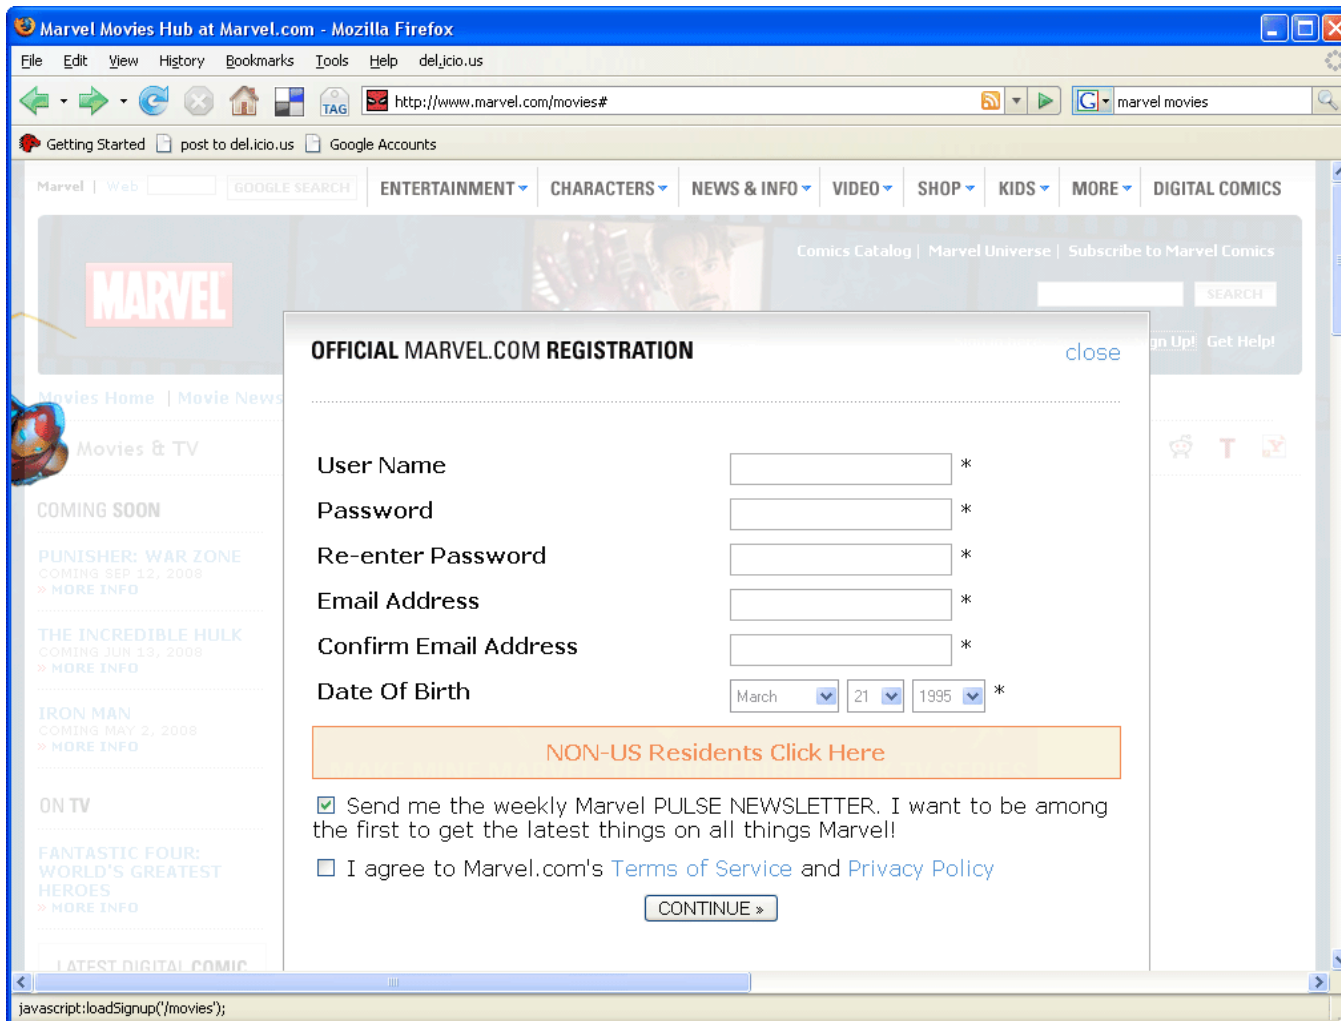 Marvel Movies Hub at Marvel.com - Mozilla Firefox
File Edit View History Bookmarks Tools Help del.icio.us
TAG http://www.marvel.com/movies# G marvel movies
Getting Started post to del.icio.us Google Accounts
Marvel | Web GOOGLE SEARCH ENTERTAINMENT CHARACTERS NEWS & INFO VIDEO SHOP KIDS MORE DIGITAL COMICS
Comics Catalog | Marvel Universe | Subscribe to Marvel Comics
MARVEL
SEARCH
gn Up! Get Help!
OFFICIAL MARVEL.COM REGISTRATION close
Movies Home | Movie News
Movies & TV
T Y
COMING SOON
PUNISHER: WAR ZONE
COMING SEP 12, 2008
» MORE INFO
THE INCREDIBLE HULK
COMING JUN 13, 2008
» MORE INFO
IRON MAN
COMING MAY 2, 2008
» MORE INFO
ON TV
FANTASTIC FOUR:
WORLD'S GREATEST
HEROES
» MORE INFO
LATEST DIGITAL COMIC
User Name *
Password *
Re-enter Password *
Email Address *
Confirm Email Address *
Date Of Birth March 21 1995 *
NON-US Residents Click Here
Send me the weekly Marvel PULSE NEWSLETTER. I want to be among
the first to get the latest things on all things Marvel!
I agree to Marvel.com's Terms of Service and Privacy Policy
CONTINUE »
javascript:loadSignup('/movies');